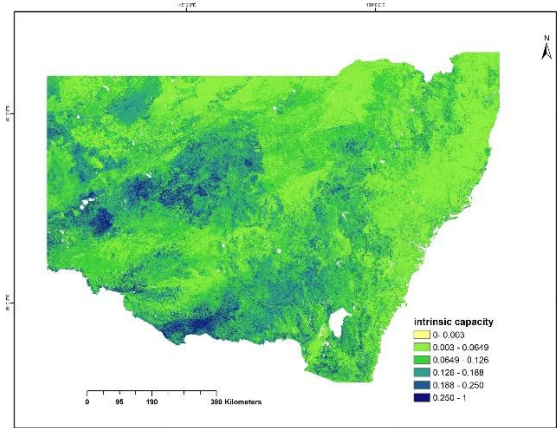 N
intrinsic capacity
0- 0.003
0.003 - 0.0649
0.0649 - 0.126
0.126 - 0.188
0.188 - 0.250
0.250 - 1
0 95 190 380 Kilometers